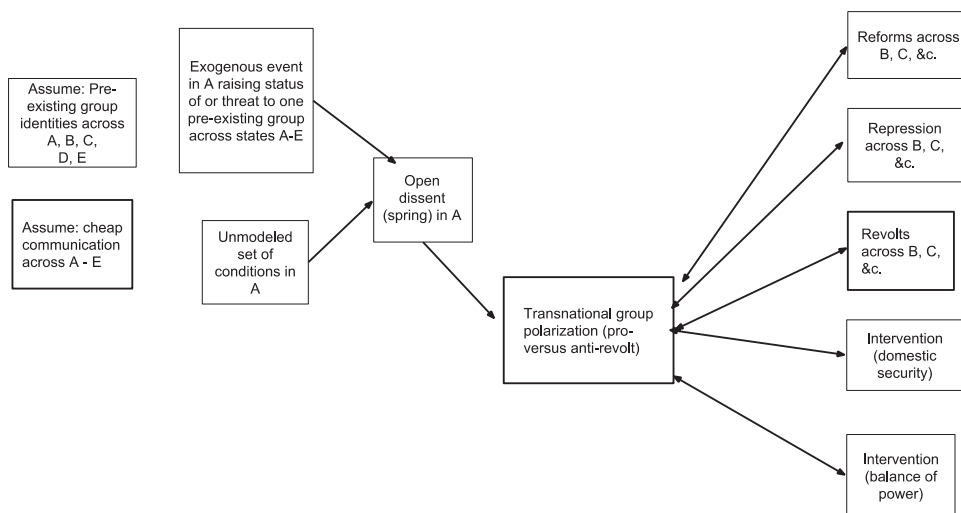 Assume: Pre-
existing group
identities across
A, B, C,
D, E
Assume: cheap
communication
across A - E
Exogenous event
in A raising status
of or threat to one
pre-existing group
across states A-E
Unmodeled
set of
conditions in
A
Open
dissent
(spring) in A
Transnational group
polarization (pro-
versus anti-revolt)
Reforms across
B, C, &c.
Repression
across B, C,
&c.
Revolts
across B, C,
&c.
Intervention
(domestic
security)
Intervention
(balance of
power)